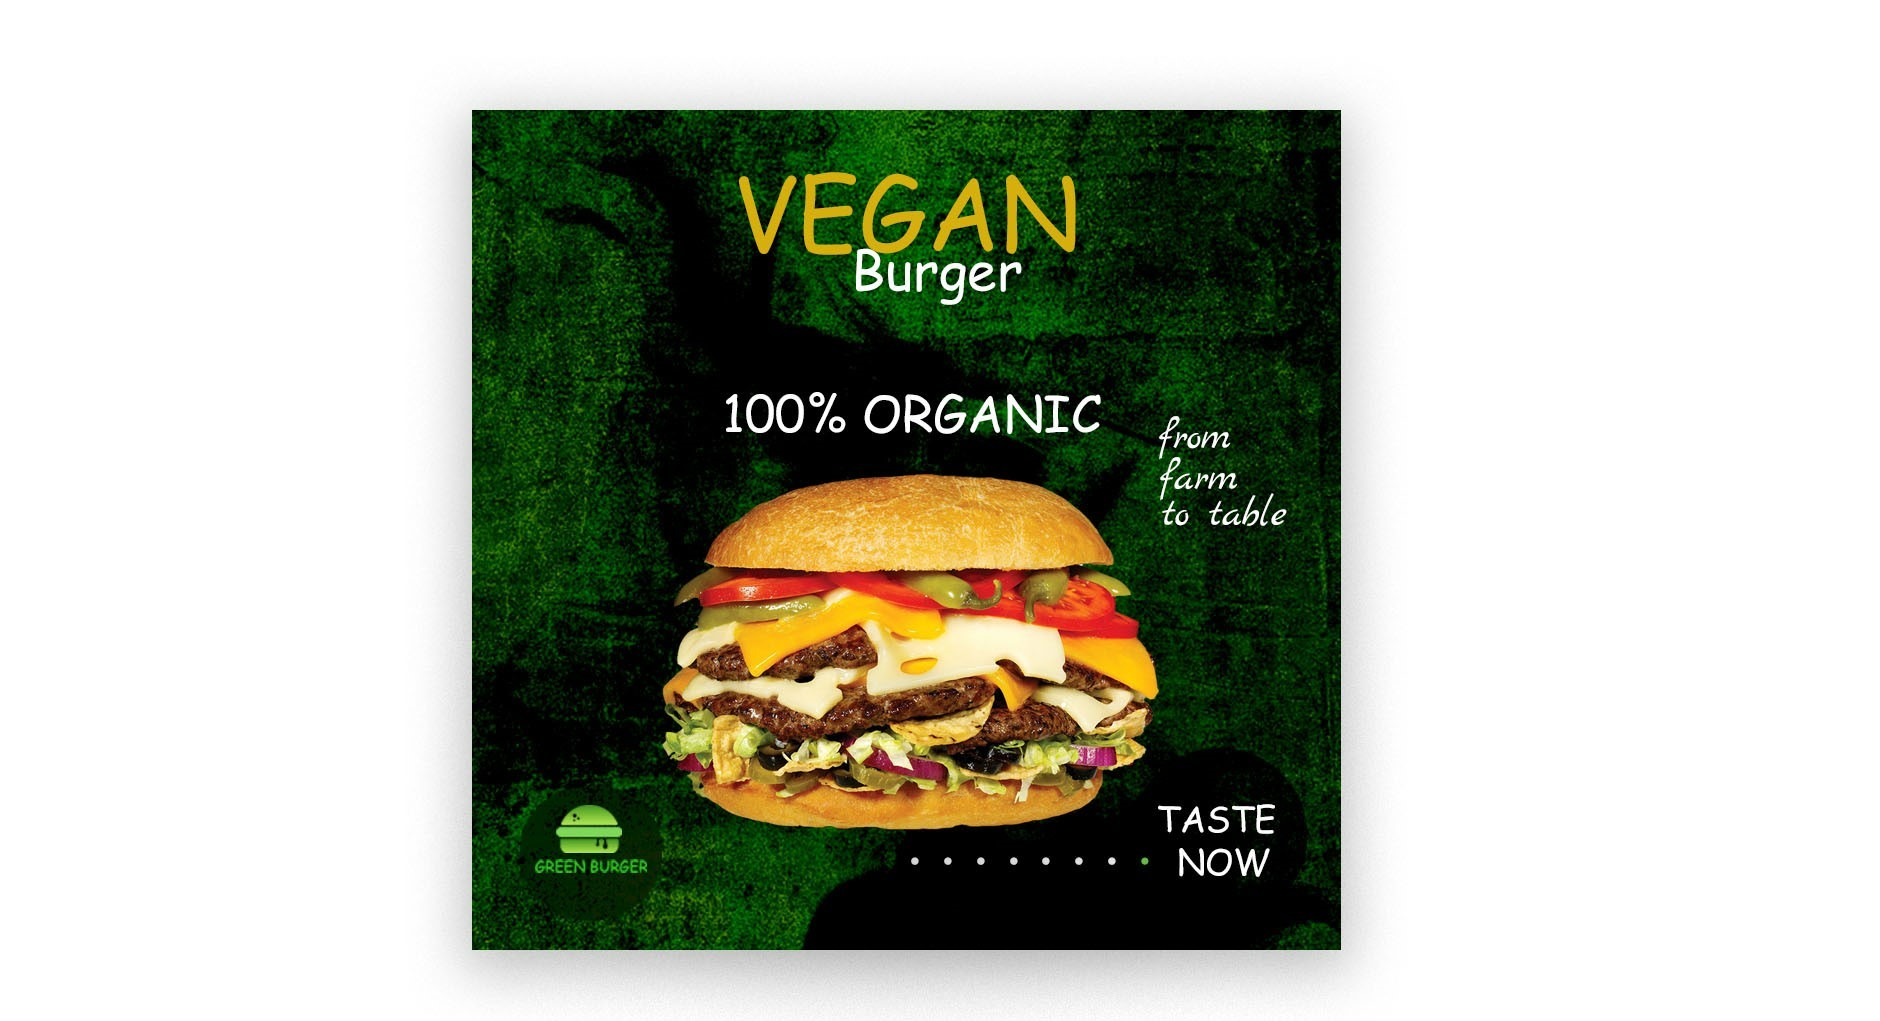 VEGAN
Burger
100% ORGANIC
from
farm
to table
TASTE
NOW
GREEN BURGER